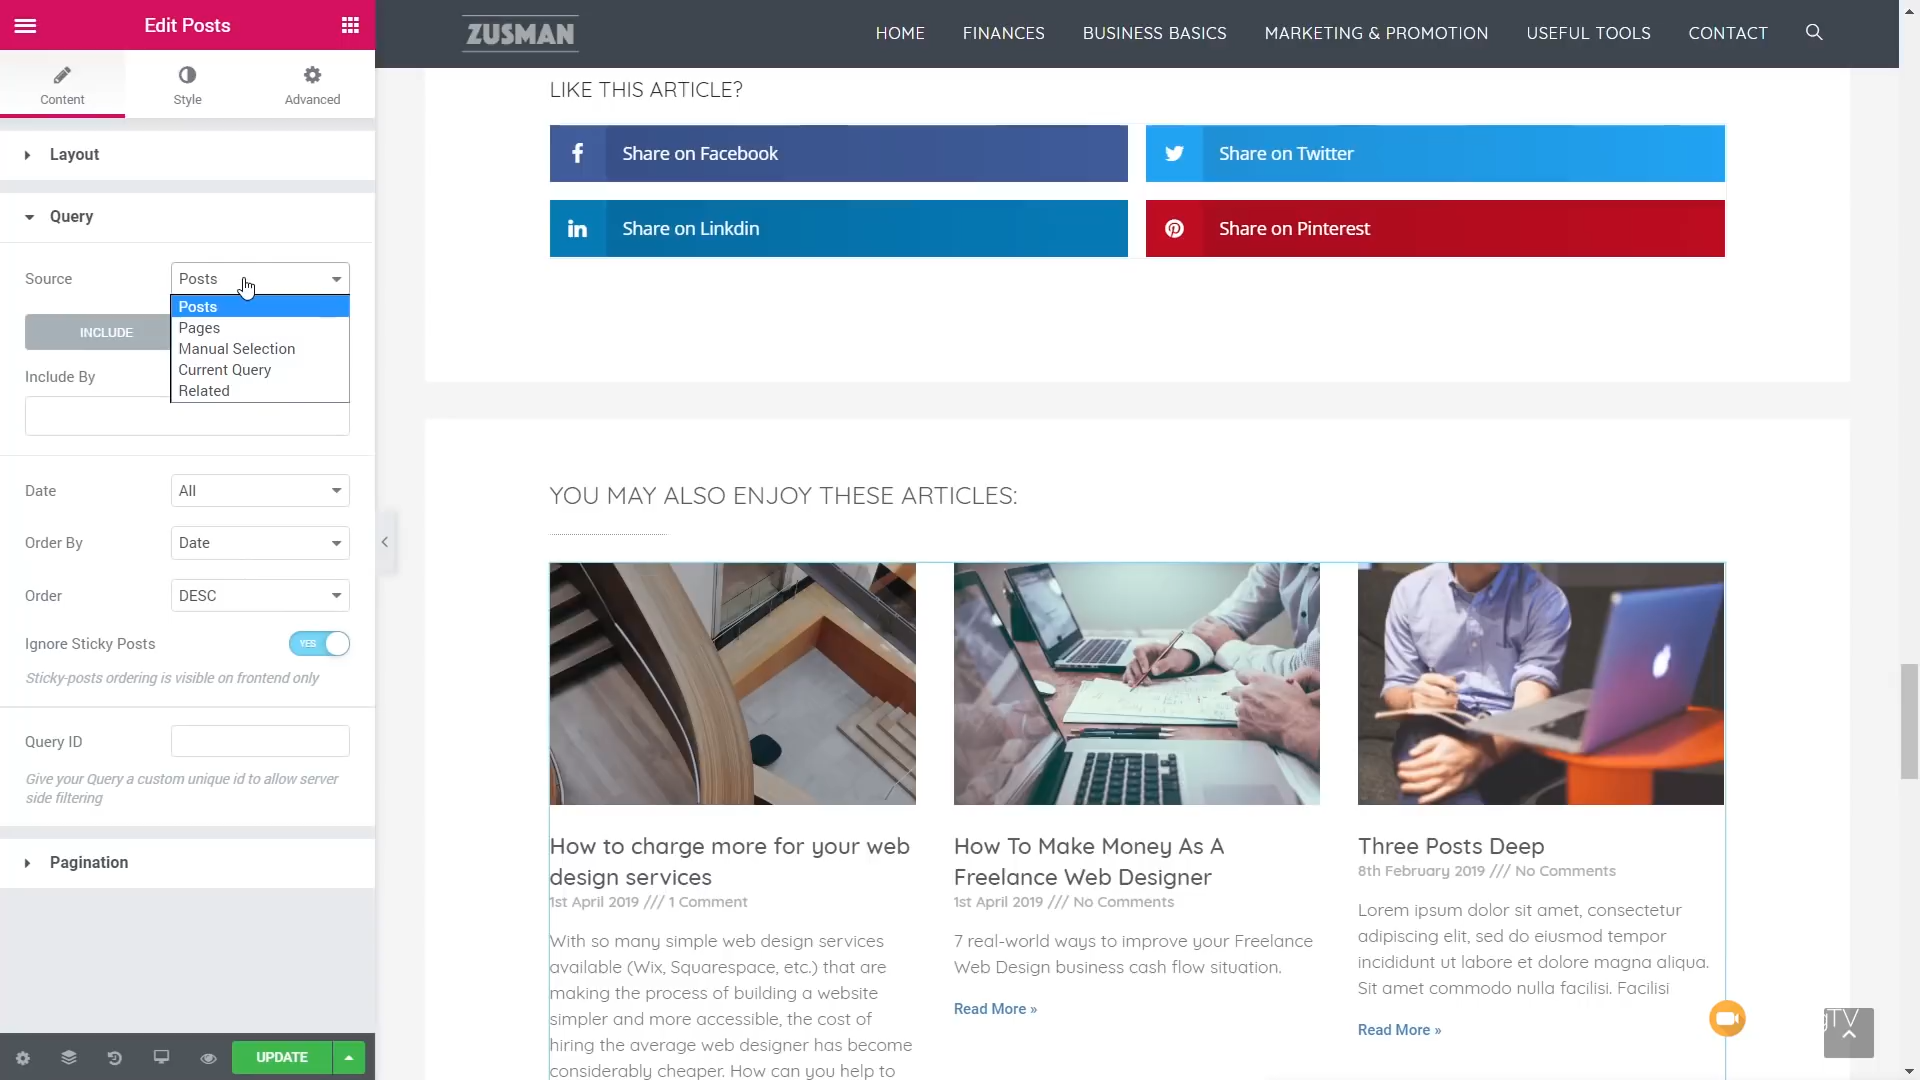 Edit Posts
Content
Style
Advanced
Layout
Query
Source
Posts
Posts
Pages
Manual Selection
Current Query
Related
INCLUDE
Include By
Date
All
Order By
Date
Order
DESC
Ignore Sticky Posts
YES
Sticky-posts ordering is visible on frontend only
Query ID
Give your Query a custom unique id to allow server
side filtering
Pagination
UPDATE
ZUSMAN
HOME
FINANCES
BUSINESS BASICS
MARKETING & PROMOTION
USEFUL TOOLS
CONTACT
LIKE THIS ARTICLE?
Share on Facebook
Share on Twitter
Share on Linkdin
Share on Pinterest
YOU MAY ALSO ENJOY THESE ARTICLES:
How to charge more for your web
design services
1st April 2019 /// 1 Comment
With so many simple web design services
available (Wix, Squarespace, etc.) that are
making the process of building a website
simpler and more accessible, the cost of
hiring the average web designer has become
considerably cheaper. How can you help to
How To Make Money As A
Freelance Web Designer
1st April 2019 /// No Comments
7 real-world ways to improve your Freelance
Web Design business cash flow situation.
Read More »
Three Posts Deep
8th February 2019 /// No Comments
Lorem ipsum dolor sit amet, consectetur
adipiscing elit, sed do eiusmod tempor
incididunt ut labore et dolore magna aliqua.
Sit amet commodo nulla facilisi. Facilisi
Read More »